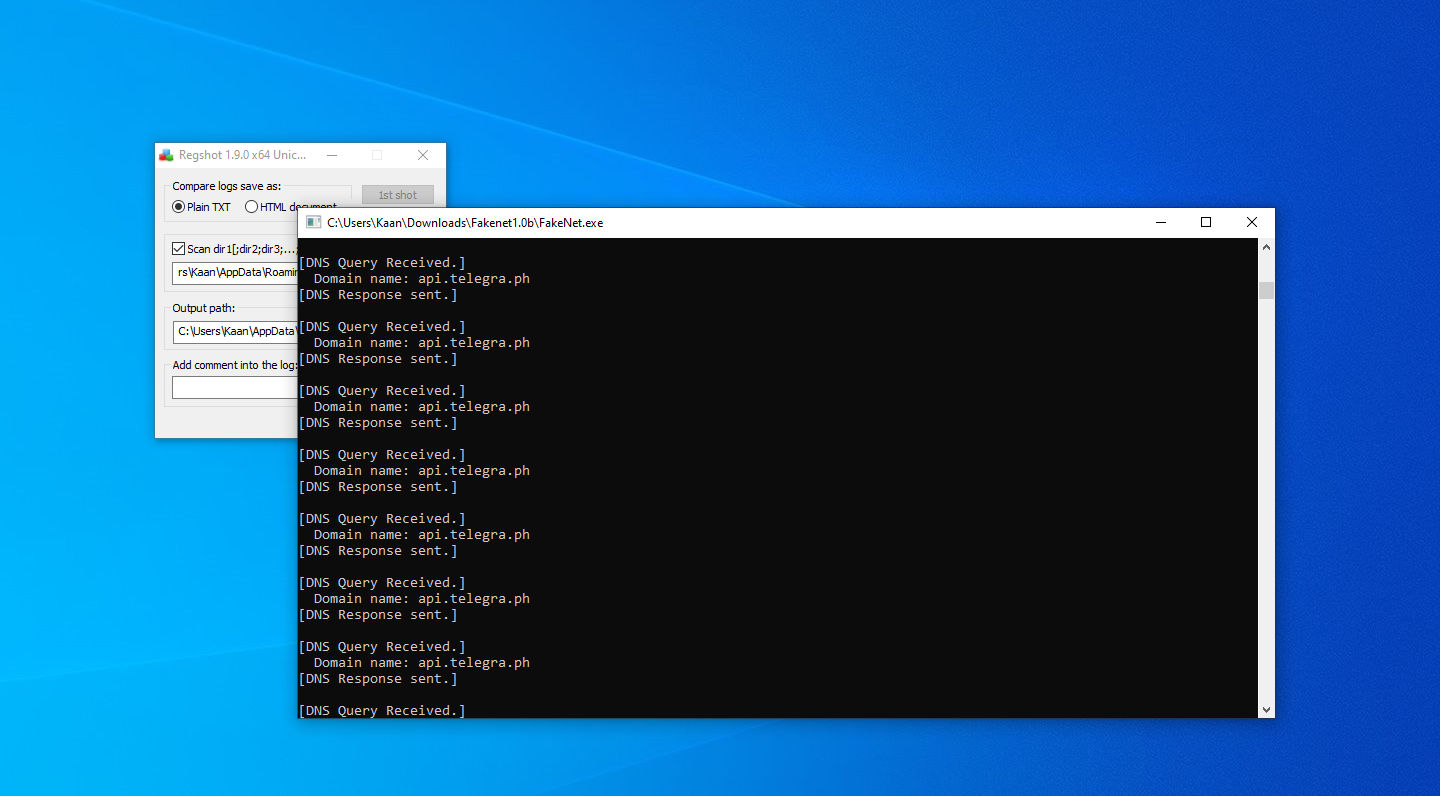 Regshot 1.9.0 x64 Unic...
Compare logs save as:
Plain TXT
HTML document
1st shot
Scan dir1[;dir2;dir3;...;
rs\Kaan\AppData\Roamin
Output path:
C:\Users\Kaan\AppData\
Add comment into the log:
C:\Users\Kaan\Downloads\Fakenet1.0b\FakeNet.exe
[DNS Query Received.]
Domain name: api.telegra.ph
[DNS Response sent.]
[DNS Query Received.]
Domain name: api.telegra.ph
[DNS Response sent.]
[DNS Query Received.]
Domain name: api.telegra.ph
[DNS Response sent.]
[DNS Query Received.]
Domain name: api.telegra.ph
[DNS Response sent.]
[DNS Query Received.]
Domain name: api.telegra.ph
[DNS Response sent.]
[DNS Query Received.]
Domain name: api.telegra.ph
[DNS Response sent.]
[DNS Query Received.]
Domain name: api.telegra.ph
[DNS Response sent.]
[DNS Query Received.]